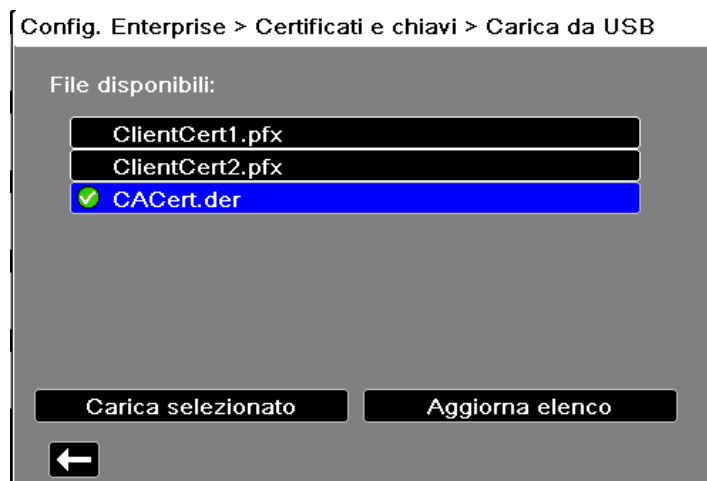 Config. Enterprise > Certificati e chiavi > Carica da USB
File disponibili:
ClientCert1.pfx
ClientCert2.pfx
CACert.der
Carica selezionato
Aggiorna elenco